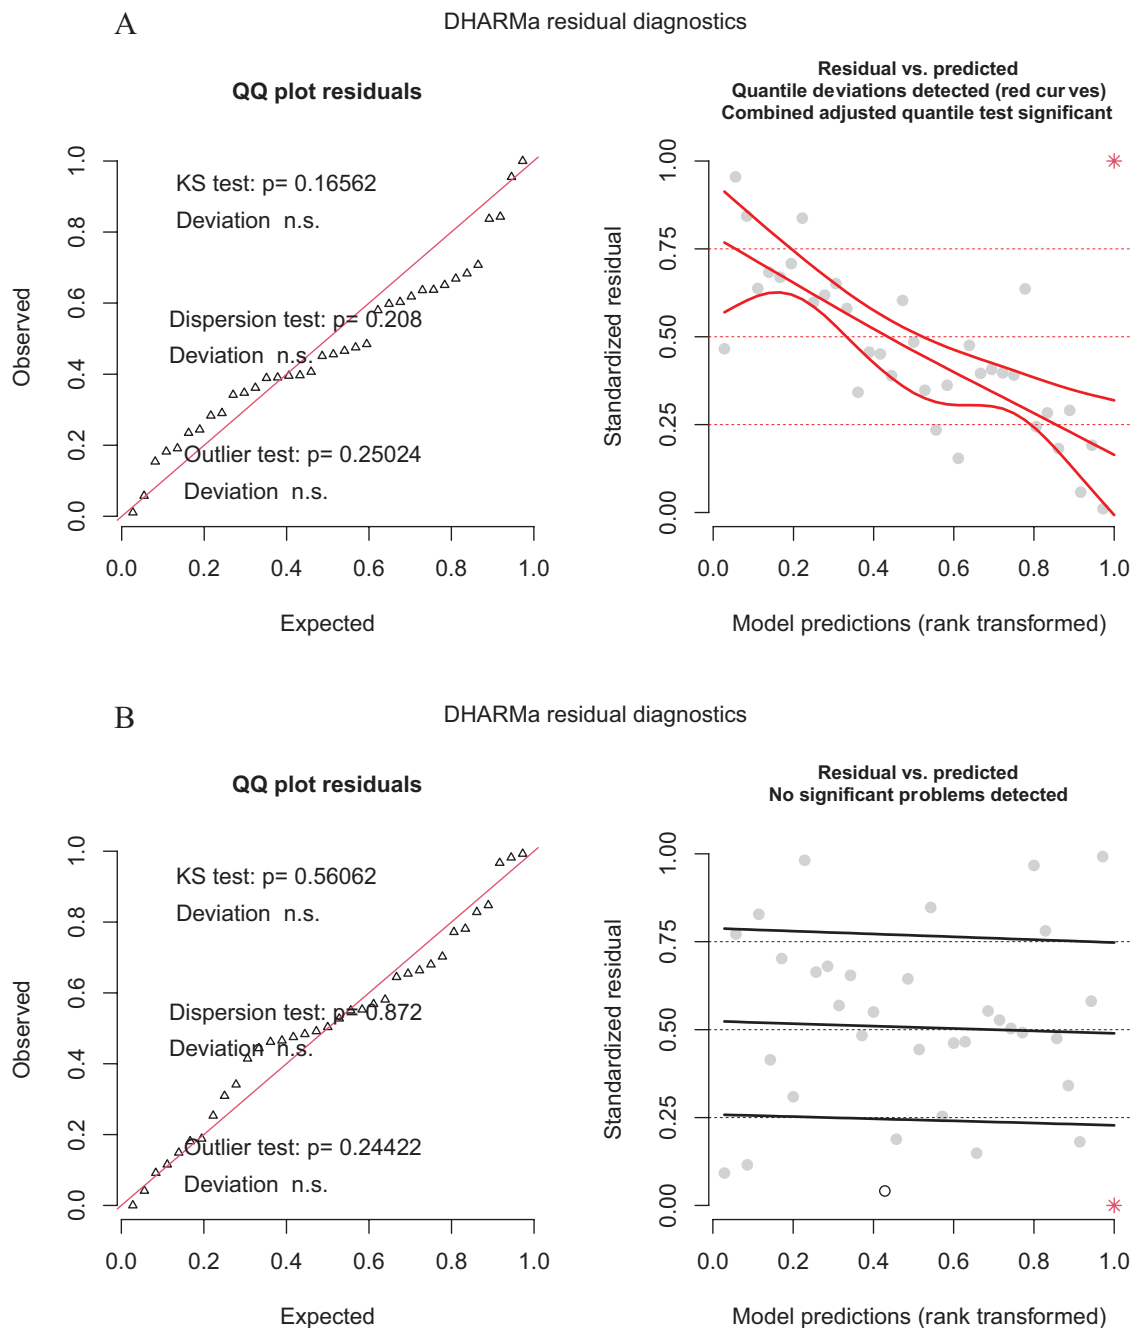 A
DHARMa residual diagnostics
QQ plot residuals
Residual vs. predicted
Quantile deviations detected (red curves)
Combined adjusted quantile test significant
KS test: p= 0.16562
Deviation n.s.
Dispersion test: p= 0.208
Deviation n.s.
Outlier test: p= 0.25024
Deviation n.s.
Observed
0.0 0.2 0.4 0.6 0.8 1.0
0.0 0.2 0.4 0.6 0.8 1.0
Expected
Standardized residual
0.00 0.25 0.50 0.75 1.00
0.0 0.2 0.4 0.6 0.8 1.0
Model predictions (rank transformed)
B
DHARMa residual diagnostics
QQ plot residuals
Residual vs. predicted
No significant problems detected
KS test: p= 0.56062
Deviation n.s.
Dispersion test: p= 0.872
Deviation n.s.
Outlier test: p= 0.24422
Deviation n.s.
Observed
0.0 0.2 0.4 0.6 0.8 1.0
0.0 0.2 0.4 0.6 0.8 1.0
Expected
Standardized residual
0.00 0.25 0.50 0.75 1.00
0.0 0.2 0.4 0.6 0.8 1.0
Model predictions (rank transformed)